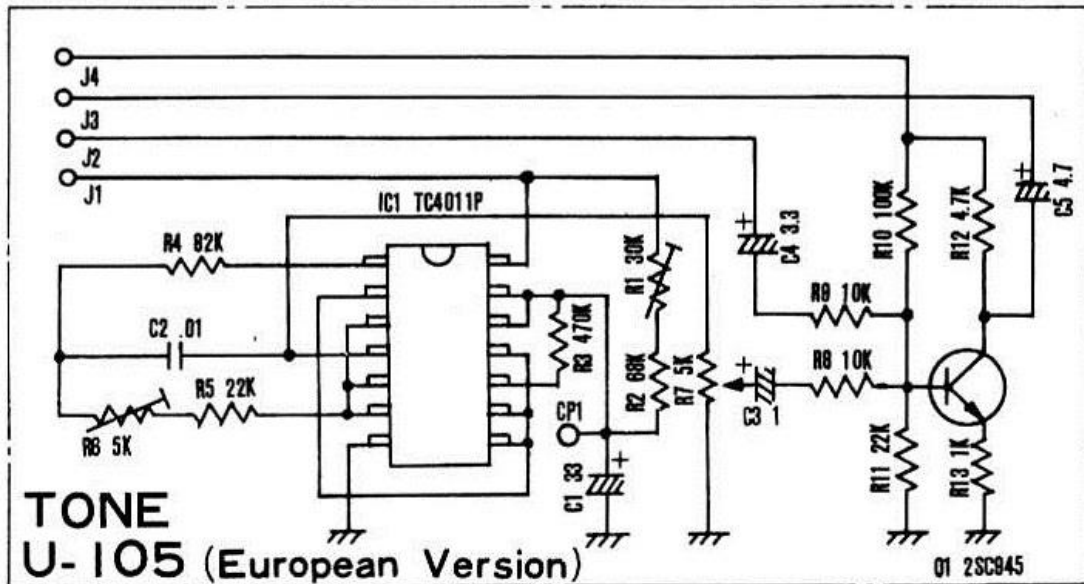 J4
J3
J2
J1
IC1 TC4011P
R4 82K
C2 .01
R5 22K
R6 5K
R3 470K
R1 30K
R2 68K
R7 5K
CP1
C1 33
+
C4 3.3
+
C3 1
+
R9 10K
R8 10K
R10 100K
R12 4.7K
C5 4.7
+
R11 22K
R13 1K
Q1 2SC945
TONE
U-105 (European Version)